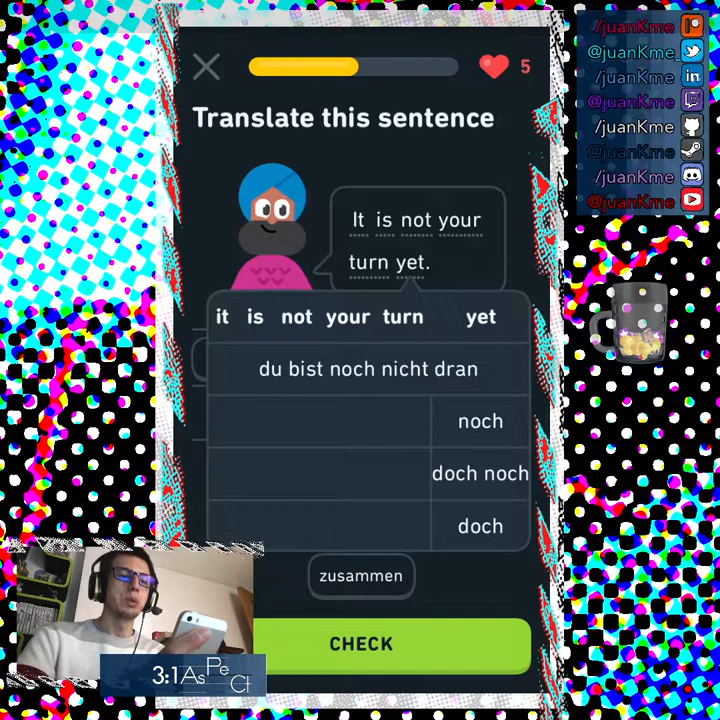 5
Translate this sentence
It is not your
turn yet.
it is not your turn yet
du bist noch nicht dran
noch
doch noch
doch
zusammen
CHECK
/juanKme
@juanKme_
/juanKme
@juanKme
/juanKme
@juanKme
/juanKme
@juanKme
3:1 AsPeCt